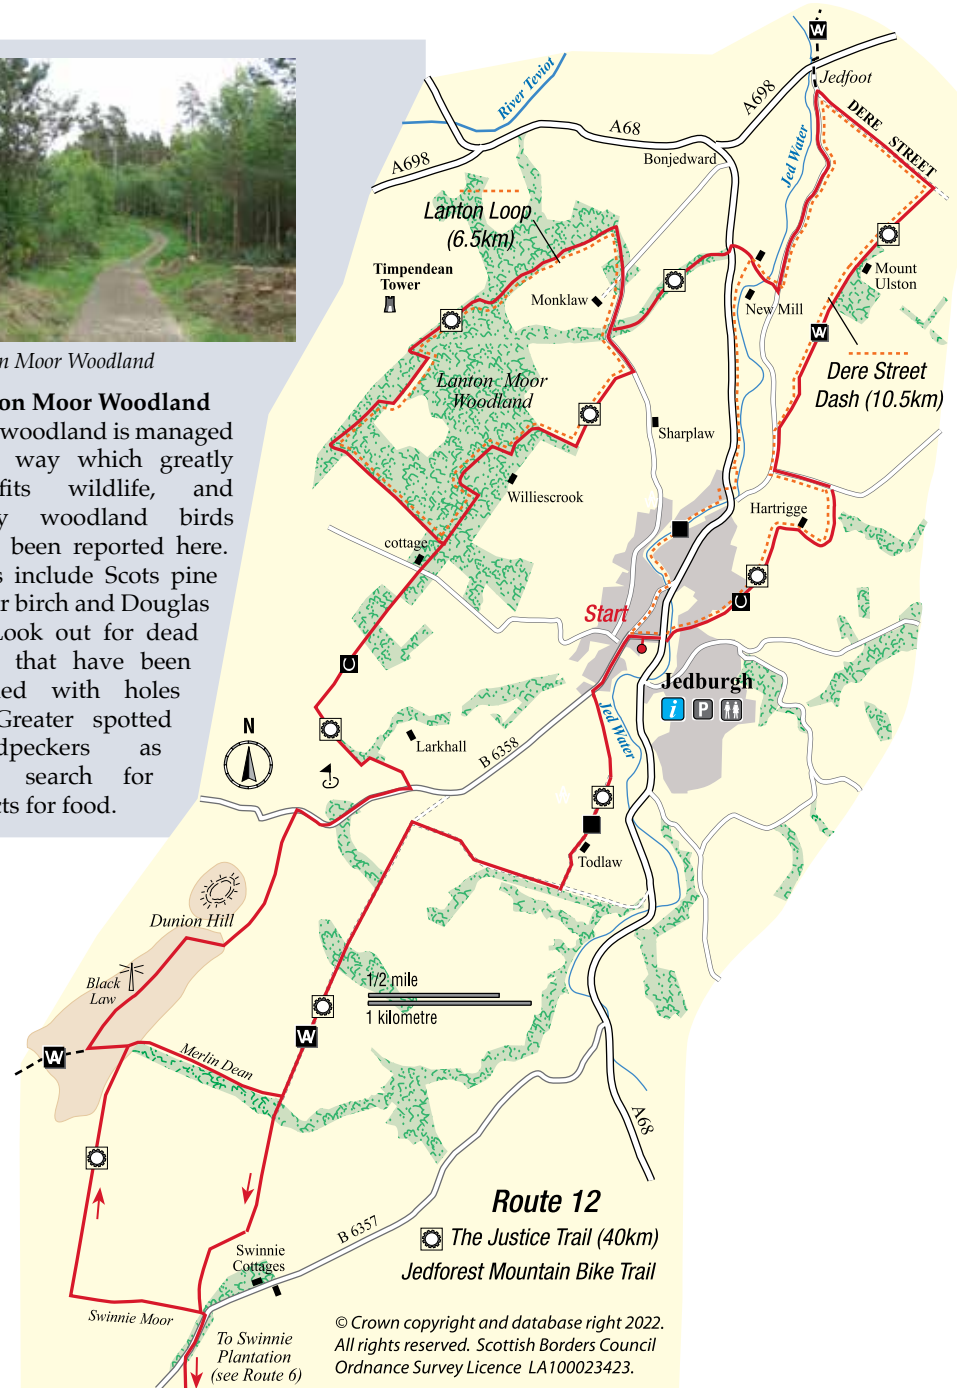 n Moor Woodland
on Moor Woodland
woodland is managed
way which greatly
fits wildlife, and
y woodland birds
been reported here.
s include Scots pine
r birch and Douglas
Look out for dead
that have been
ed with holes
Greater spotted
dpeckers as
search for
cts for food.
River Teviot
A698
A68
A698
Bonjedward
Jedfoot
Jed Water
DERE STREET
Lanton Loop
(6.5km)
Timpendean
Tower
Monklaw
New Mill
Mount
Ulston
Dere Street
Dash (10.5km)
Lanton Moor
Woodland
Sharplaw
Williescrook
Hartrigge
cottage
Start
Jedburgh
i P
Jed Water
N
Larkhall
B 6358
Todlaw
Dunion Hill
Black
Law
1/2 mile
1 kilometre
Merlin Dean
A68
Route 12
The Justice Trail (40km)
Jedforest Mountain Bike Trail
B 6357
Swinnie
Cottages
Swinnie Moor
To Swinnie
Plantation
(see Route 6)
© Crown copyright and database right 2022.
All rights reserved. Scottish Borders Council
Ordnance Survey Licence LA100023423.